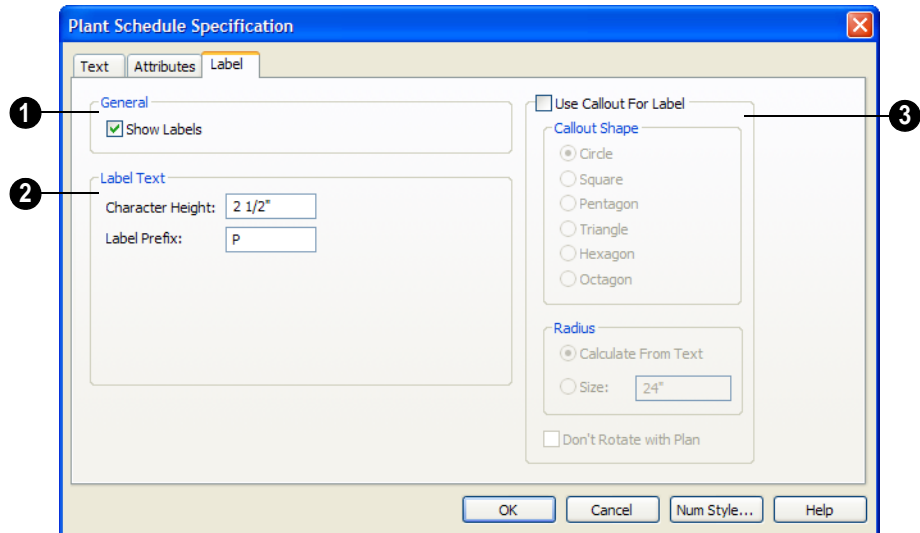 Plant Schedule Specification
Text Attributes Label
1
General
Show Labels
2
Label Text
Character Height: 2 1/2"
Label Prefix: P
Use Callout For Label
3
Callout Shape
Circle
Square
Pentagon
Triangle
Hexagon
Octagon
Radius
Calculate From Text
Size: 24"
Don't Rotate with Plan
OK Cancel Num Style... Help